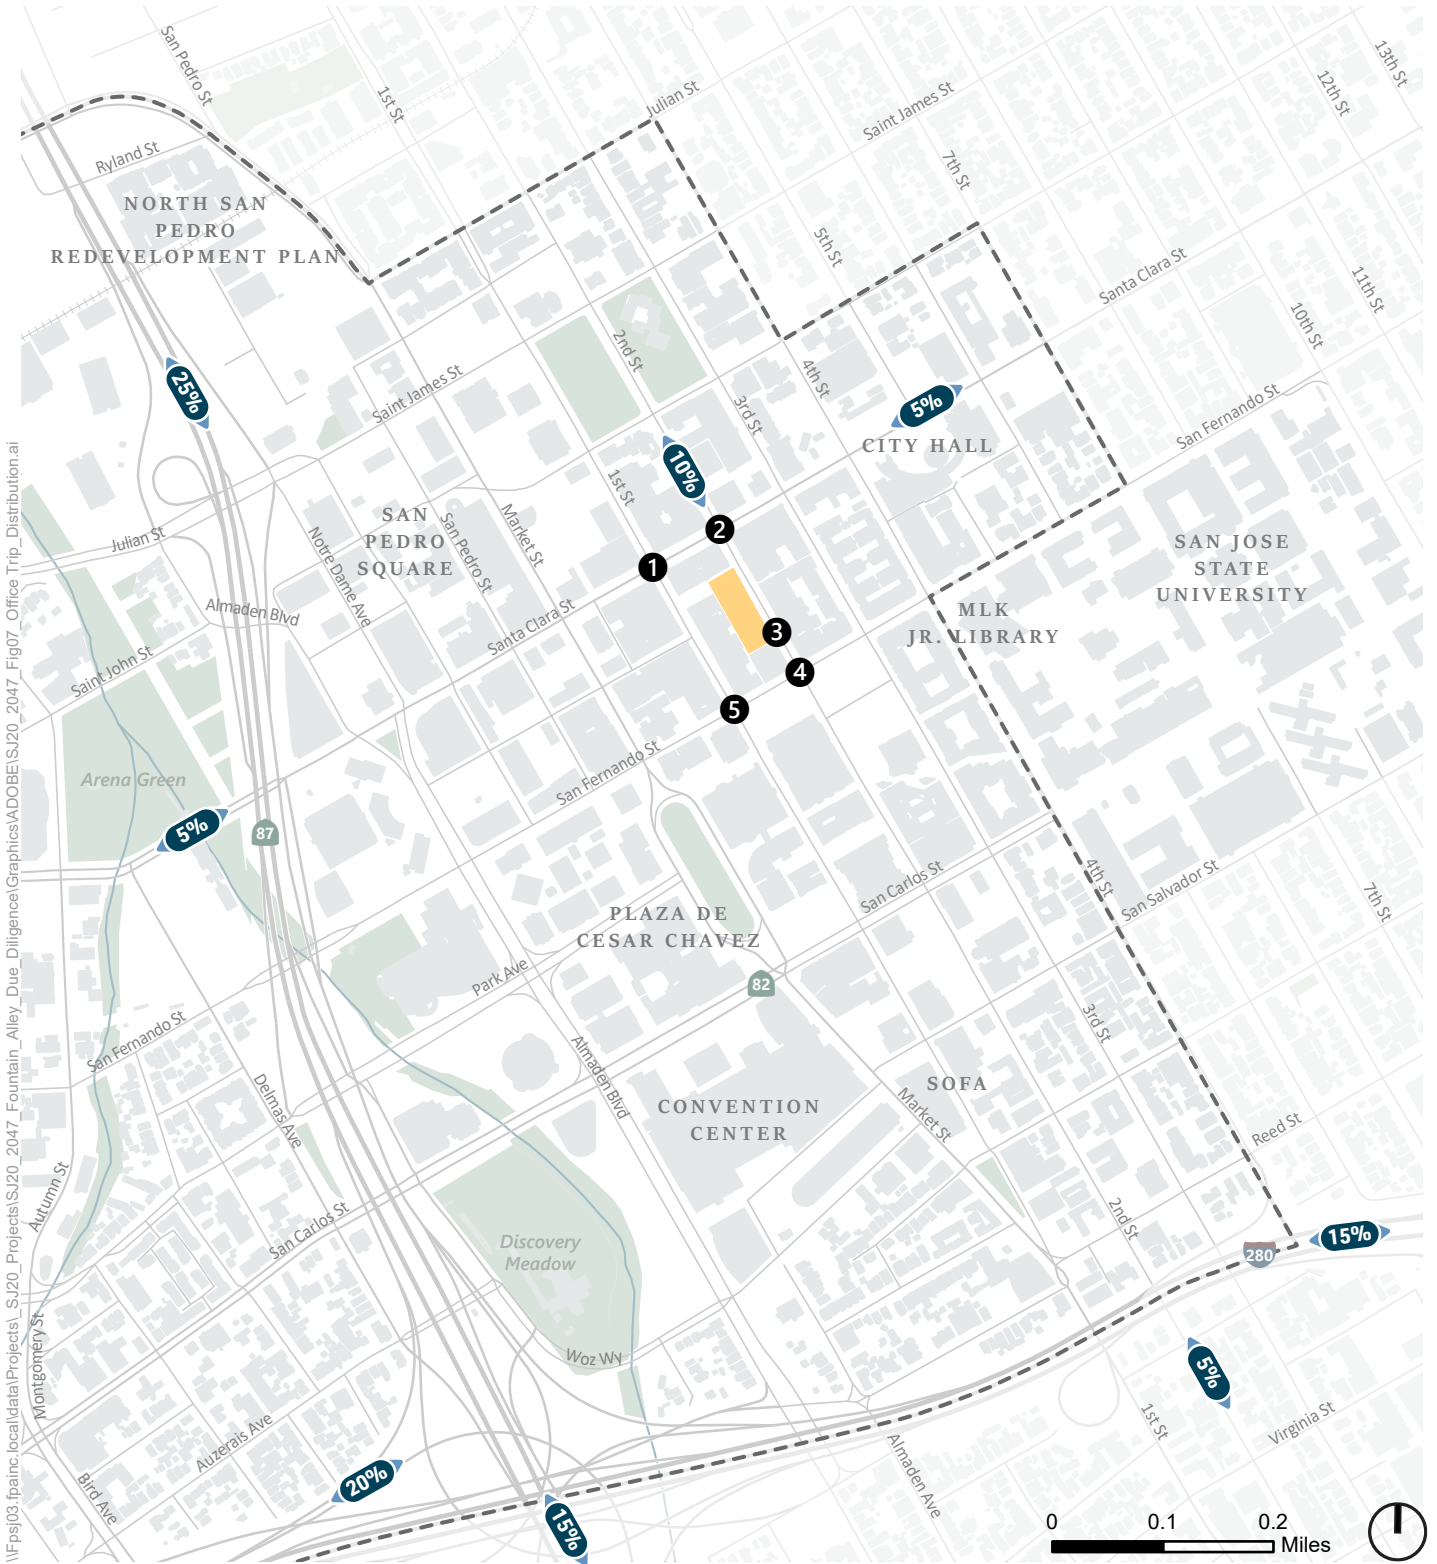 San Pedro St
1st St
Julian St
Saint James St
13th St
12th St
7th St
Ryland St
NORTH SAN
PEDRO
REDEVELOPMENT PLAN
5th St
Santa Clara St
11th St
10th St
25%
Saint James St
2nd St
4th St
3rd St
5%
CITY HALL
San Fernando St
10%
1st St
SAN
PEDRO
SQUARE
San Pedro St
Market St
Notre Dame Ave
Julian St
2
1
SAN JOSE
STATE
UNIVERSITY
MLK
JR. LIBRARY
Almaden Blvd
Santa Clara St
3
4
5
Saint John St
San Fernando St
Arena Green
5%
87
San Carlos St
4th St
San Salvador St
7th St
PLAZA DE
CESAR CHAVEZ
Park Ave
82
San Fernando St
3rd St
Delmas Ave
Almaden Blvd
CONVENTION
CENTER
SOFA
Market St
Reed St
Autumn St
San Carlos St
2nd St
Discovery
Meadow
15%
280
Montgomery St
Woz Wy
5%
1st St
Virginia St
Auzerais Ave
Bird Ave
20%
15%
Almaden Ave
0 0.1 0.2
Miles
\\Fpsj03.fpainc.local\data\Projects\_SJ20_Projects\SJ20_2047_Fountain_Alley_Due_Diligence\Graphics\ADOBE\SJ20_2047_Fig07_Office Trip_Distribution.ai